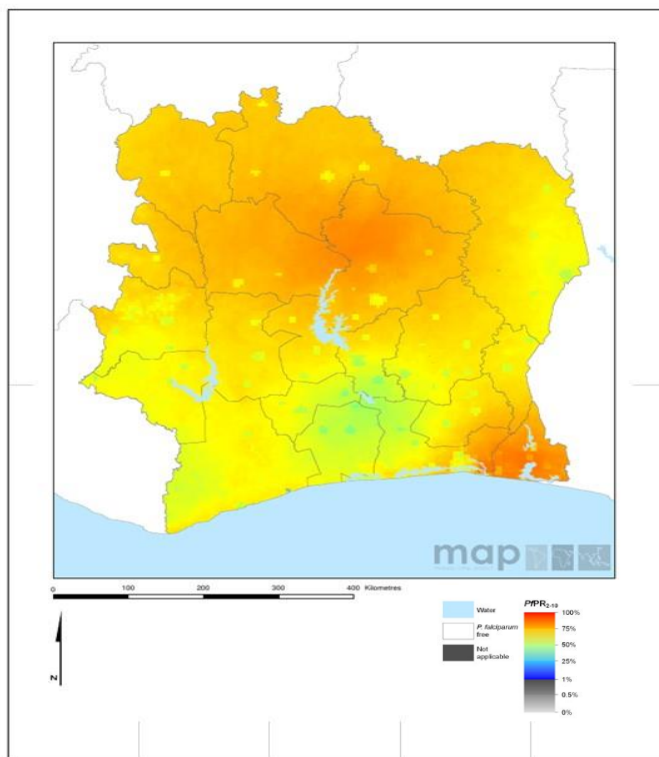 map
0 100 200 300 400 Kilometres
N
Water
P. falciparum
free
Not
applicable
PfPR2-10
100%
75%
50%
25%
1%
0.5%
0%